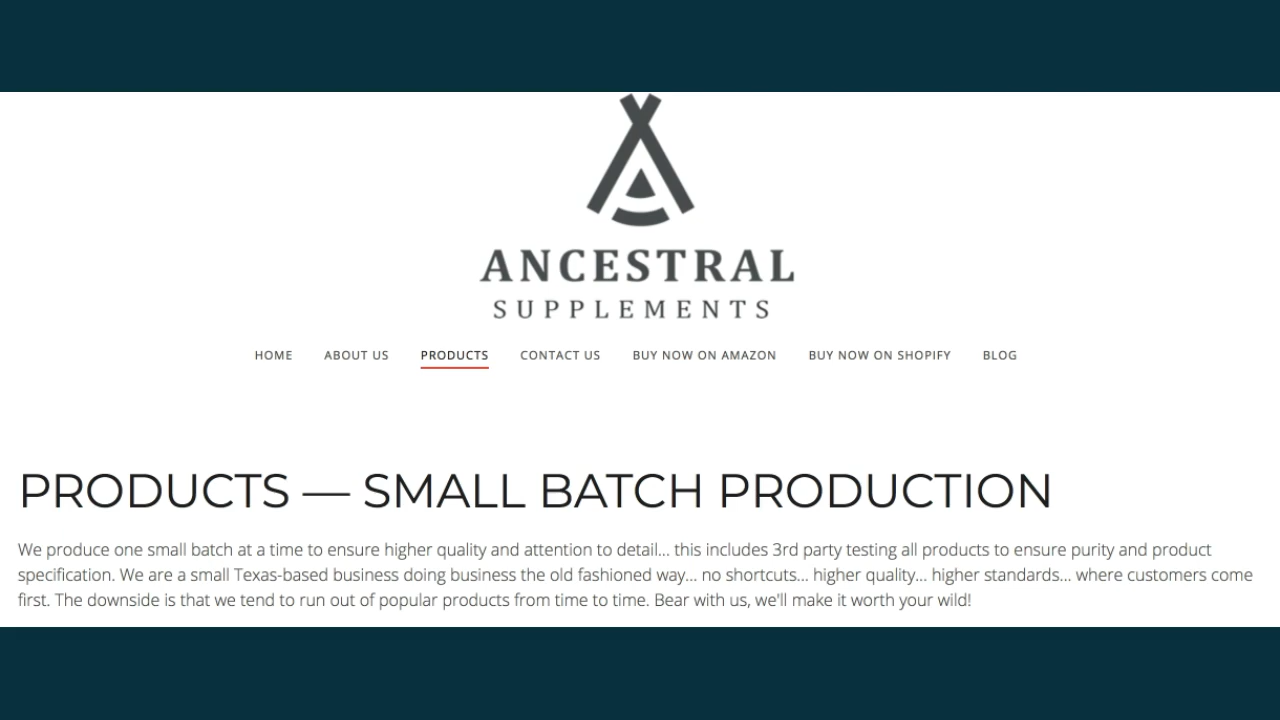 ANCESTRAL
SUPPLEMENTS
HOME ABOUT US PRODUCTS CONTACT US BUY NOW ON AMAZON BUY NOW ON SHOPIFY BLOG
PRODUCTS — SMALL BATCH PRODUCTION
We produce one small batch at a time to ensure higher quality and attention to detail... this includes 3rd party testing all products to ensure purity and product
specification. We are a small Texas-based business doing business the old fashioned way... no shortcuts... higher quality... higher standards... where customers come
first. The downside is that we tend to run out of popular products from time to time. Bear with us, we'll make it worth your wild!